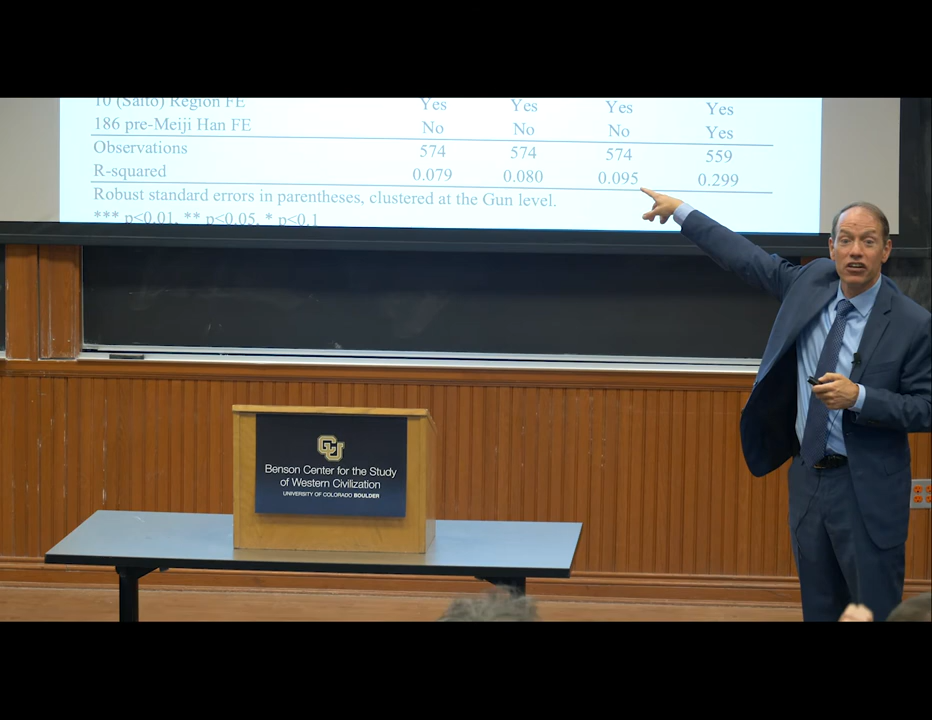 10 (Saito) Region FE Yes Yes Yes Yes
186 pre-Meiji Han FE No No No Yes
Observations 574 574 574 559
R-squared 0.079 0.080 0.095 0.299
Robust standard errors in parentheses, clustered at the Gun level.
*** p<0.01, ** p<0.05, * p<0.1
CU
Benson Center for the Study
of Western Civilization
UNIVERSITY OF COLORADO BOULDER